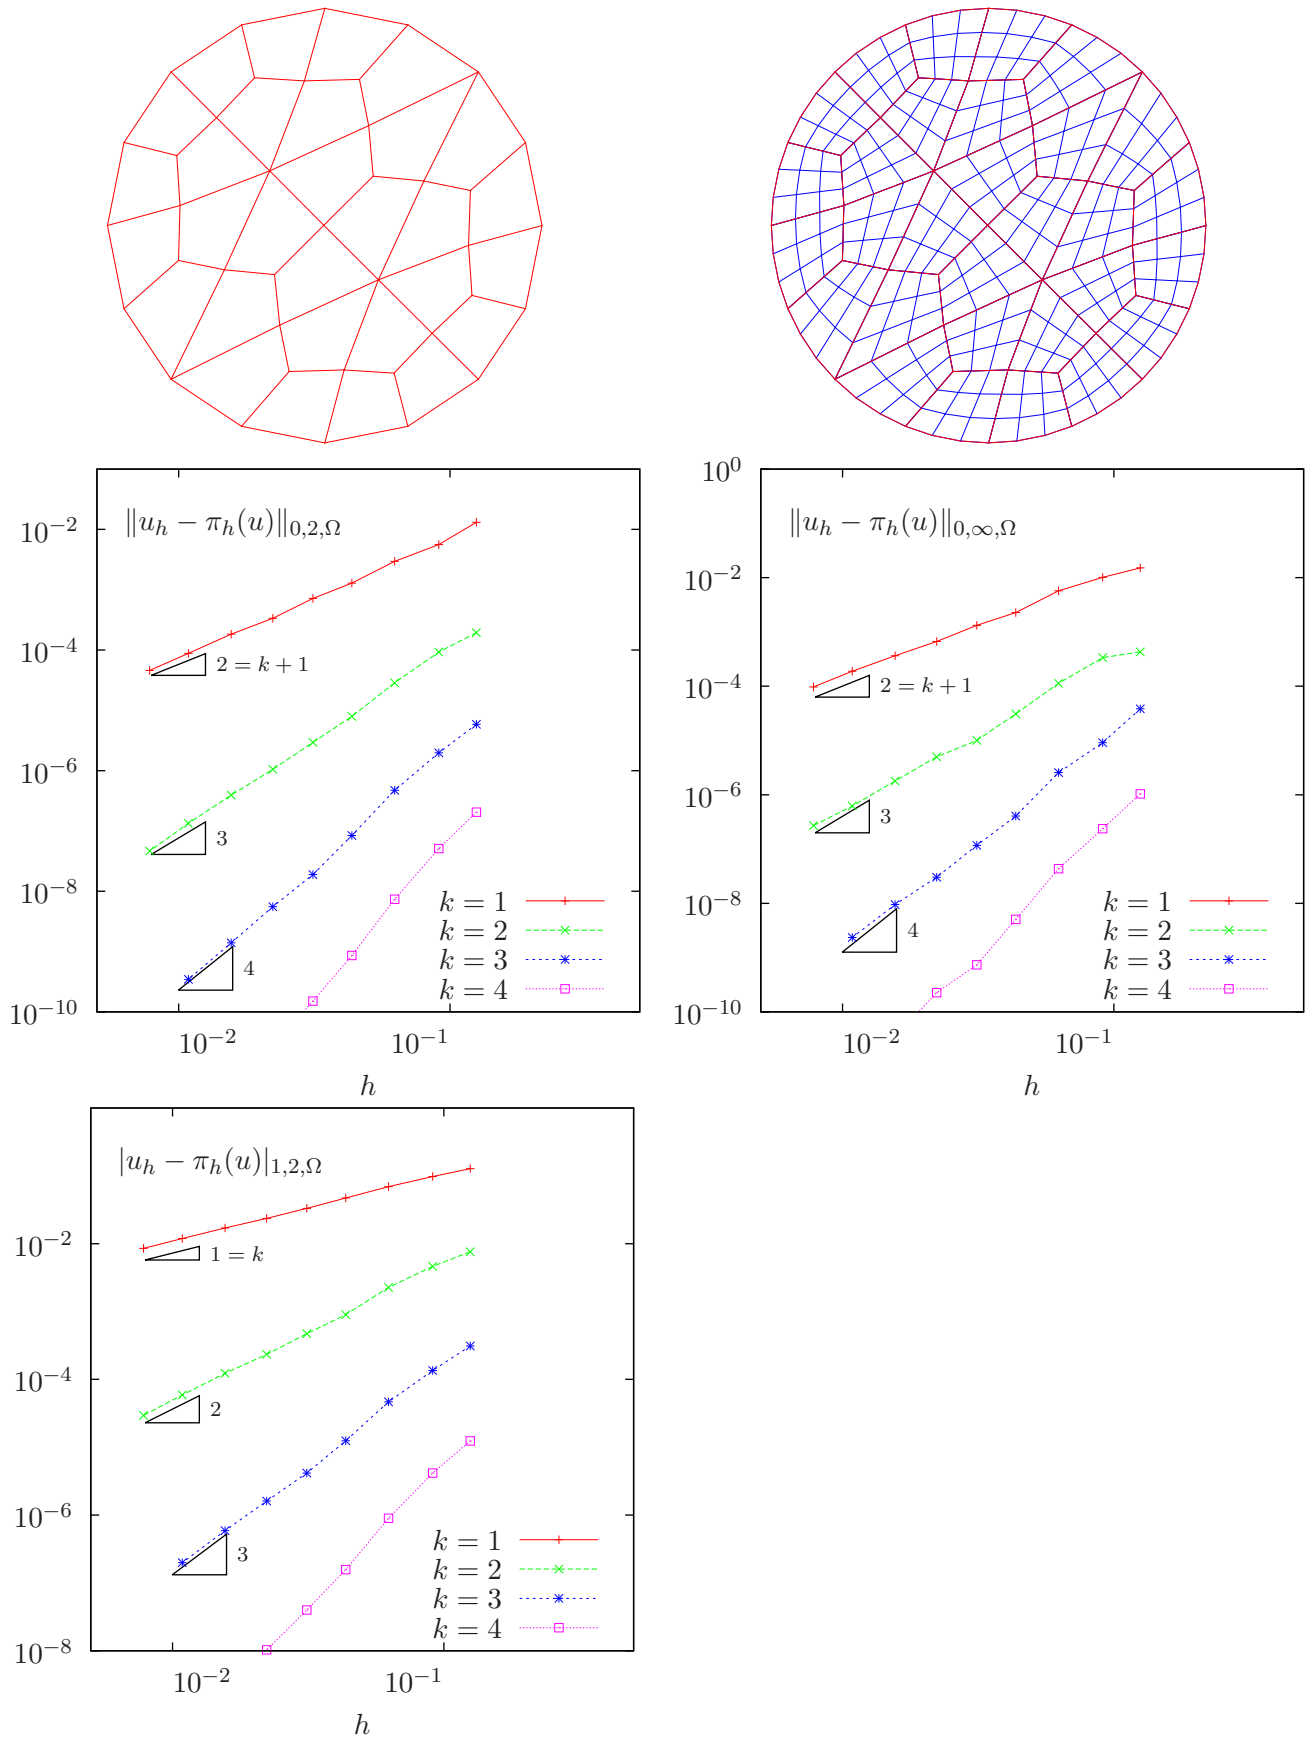 ‖u_h − π_h(u)‖_{0,2,Ω}
10^{−2}
10^{−4}
10^{−6}
10^{−8}
10^{−10}
2 = k + 1
3
4
k = 1
k = 2
k = 3
k = 4
10^{−2} 10^{−1}
h
‖u_h − π_h(u)‖_{0,∞,Ω}
10^{0}
10^{−2}
10^{−4}
10^{−6}
10^{−8}
10^{−10}
2 = k + 1
3
4
k = 1
k = 2
k = 3
k = 4
10^{−2} 10^{−1}
h
|u_h − π_h(u)|_{1,2,Ω}
10^{−2}
10^{−4}
10^{−6}
10^{−8}
1 = k
2
3
k = 1
k = 2
k = 3
k = 4
10^{−2} 10^{−1}
h